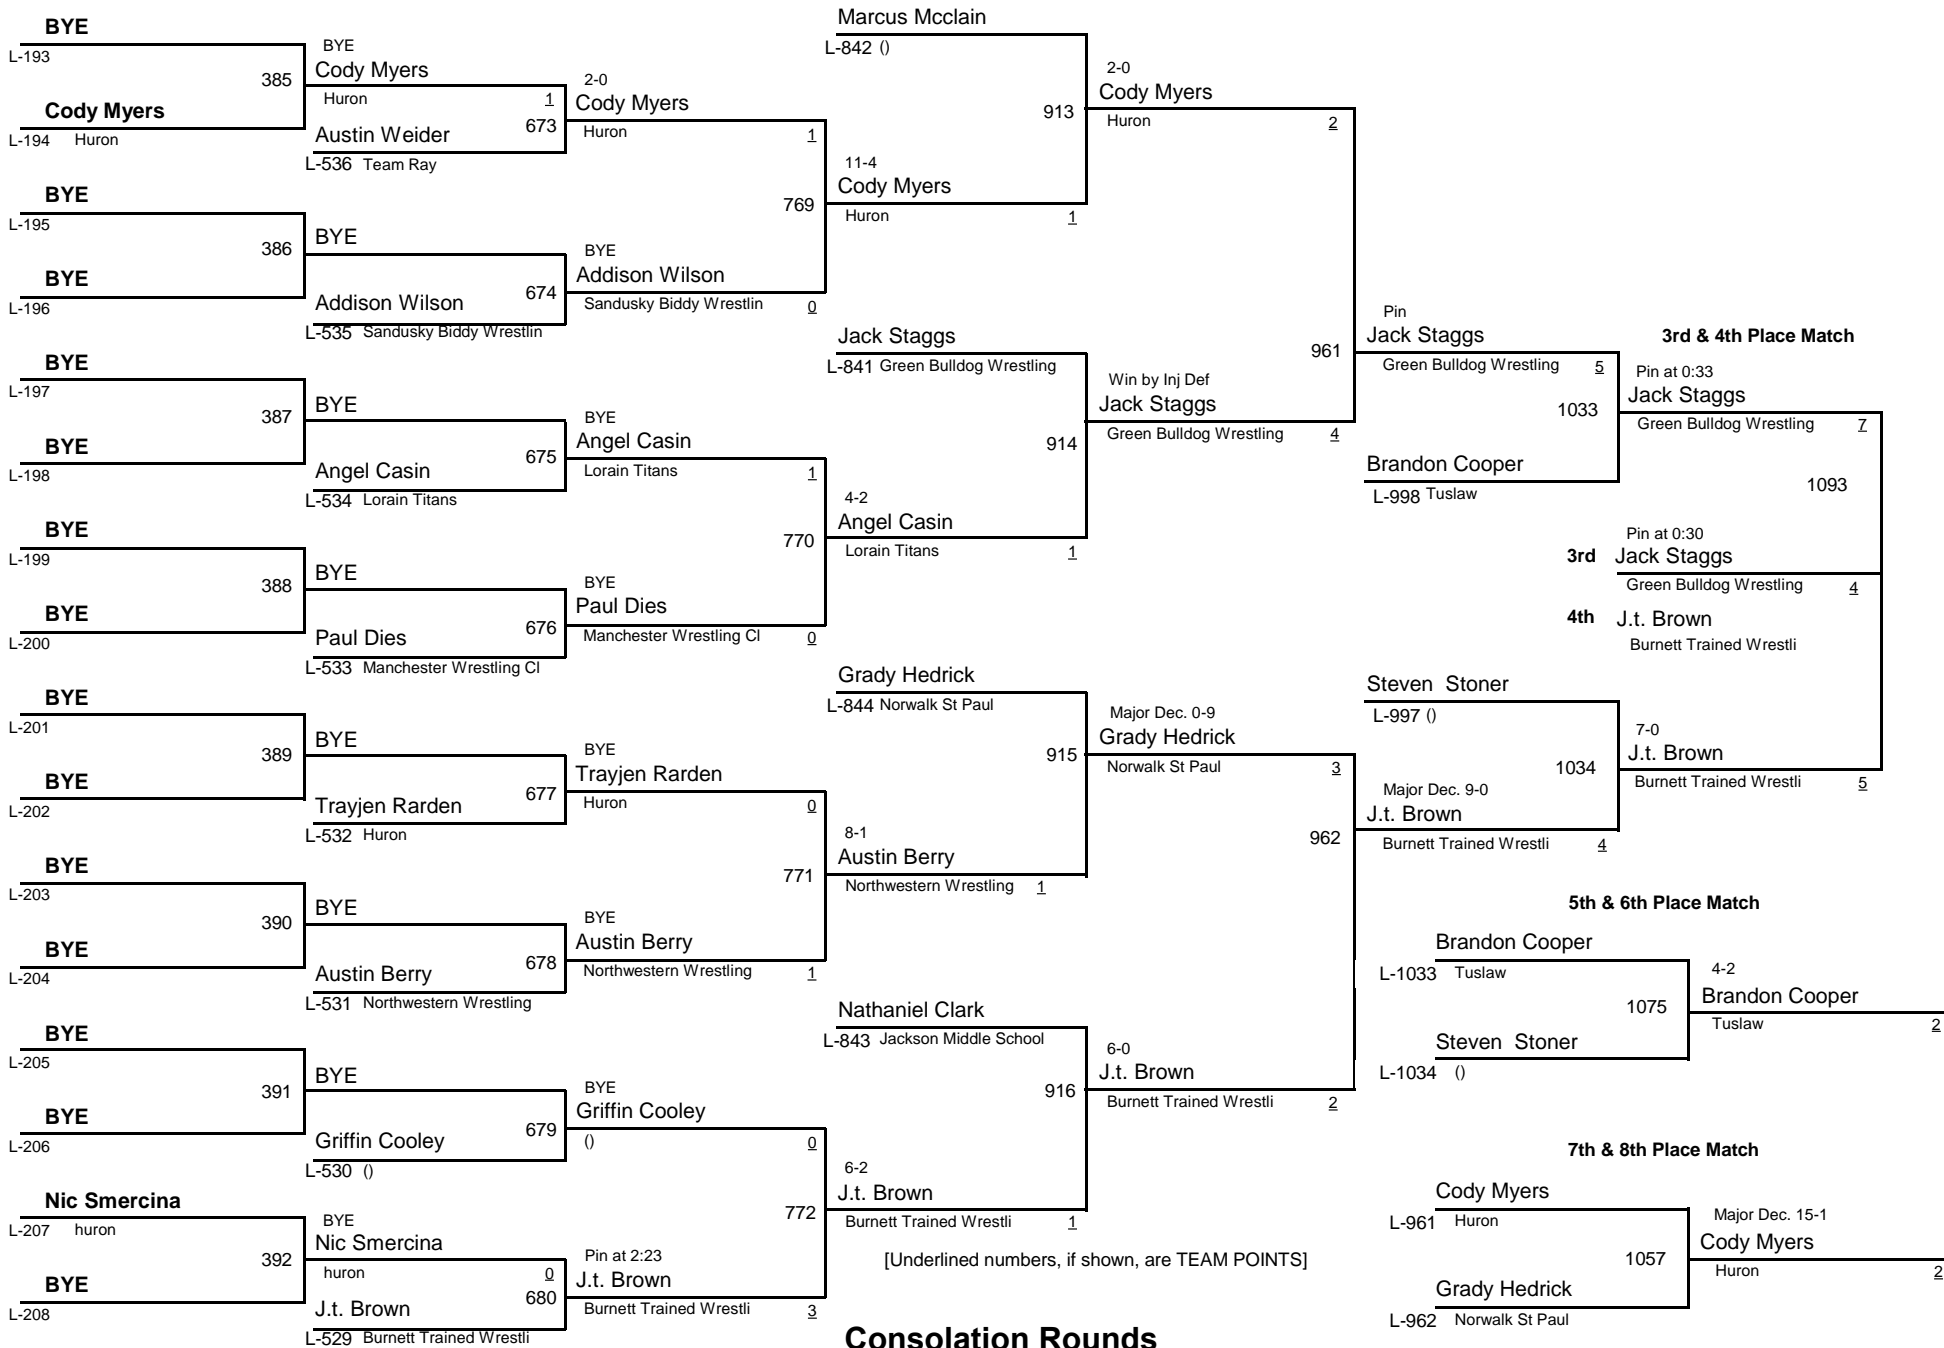 BYE
L-193
385
Cody Myers
L-194 Huron
BYE
L-195
386
BYE
L-196
BYE
L-197
387
BYE
L-198
BYE
L-199
388
BYE
L-200
BYE
L-201
389
BYE
L-202
BYE
L-203
390
BYE
L-204
BYE
L-205
391
BYE
L-206
Nic Smercina
L-207 huron
392
BYE
L-208
BYE
Cody Myers
Huron 1
673
Austin Weider
L-536 Team Ray
BYE
674
Addison Wilson
L-535 Sandusky Biddy Wrestlin
BYE
675
Angel Casin
L-534 Lorain Titans
BYE
676
Paul Dies
L-533 Manchester Wrestling Cl
BYE
677
Trayjen Rarden
L-532 Huron
BYE
678
Austin Berry
L-531 Northwestern Wrestling
BYE
679
Griffin Cooley
L-530 ()
BYE
Nic Smercina
huron 0
680
J.t. Brown
L-529 Burnett Trained Wrestli
2-0
Cody Myers
Huron 1
769
BYE
Addison Wilson
Sandusky Biddy Wrestlin 0
BYE
Angel Casin
Lorain Titans 1
770
BYE
Paul Dies
Manchester Wrestling Cl 0
BYE
Trayjen Rarden
Huron 0
771
BYE
Austin Berry
Northwestern Wrestling 1
BYE
Griffin Cooley
() 0
772
Pin at 2:23
J.t. Brown
Burnett Trained Wrestli 3
Marcus Mcclain
L-842 ()
913
11-4
Cody Myers
Huron 1
Jack Staggs
L-841 Green Bulldog Wrestling
914
4-2
Angel Casin
Lorain Titans 1
Grady Hedrick
L-844 Norwalk St Paul
915
8-1
Austin Berry
Northwestern Wrestling 1
Nathaniel Clark
L-843 Jackson Middle School
916
6-2
J.t. Brown
Burnett Trained Wrestli 1
[Underlined numbers, if shown, are TEAM POINTS]
Consolation Rounds
2-0
Cody Myers
Huron 2
961
Win by Inj Def
Jack Staggs
Green Bulldog Wrestling 4
Major Dec. 0-9
Grady Hedrick
Norwalk St Paul 3
962
6-0
J.t. Brown
Burnett Trained Wrestli 2
Pin
Jack Staggs
Green Bulldog Wrestling 5
1033
Brandon Cooper
L-998 Tuslaw
Steven Stoner
L-997 ()
1034
Major Dec. 9-0
J.t. Brown
Burnett Trained Wrestli 4
3rd & 4th Place Match
Pin at 0:33
Jack Staggs
Green Bulldog Wrestling 7
1093
Pin at 0:30
3rd Jack Staggs
Green Bulldog Wrestling 4
4th J.t. Brown
Burnett Trained Wrestli
7-0
J.t. Brown
Burnett Trained Wrestli 5
5th & 6th Place Match
Brandon Cooper
L-1033 Tuslaw
1075
Steven Stoner
L-1034 ()
4-2
Brandon Cooper
Tuslaw 2
7th & 8th Place Match
Cody Myers
L-961 Huron
1057
Grady Hedrick
L-962 Norwalk St Paul
Major Dec. 15-1
Cody Myers
Huron 2